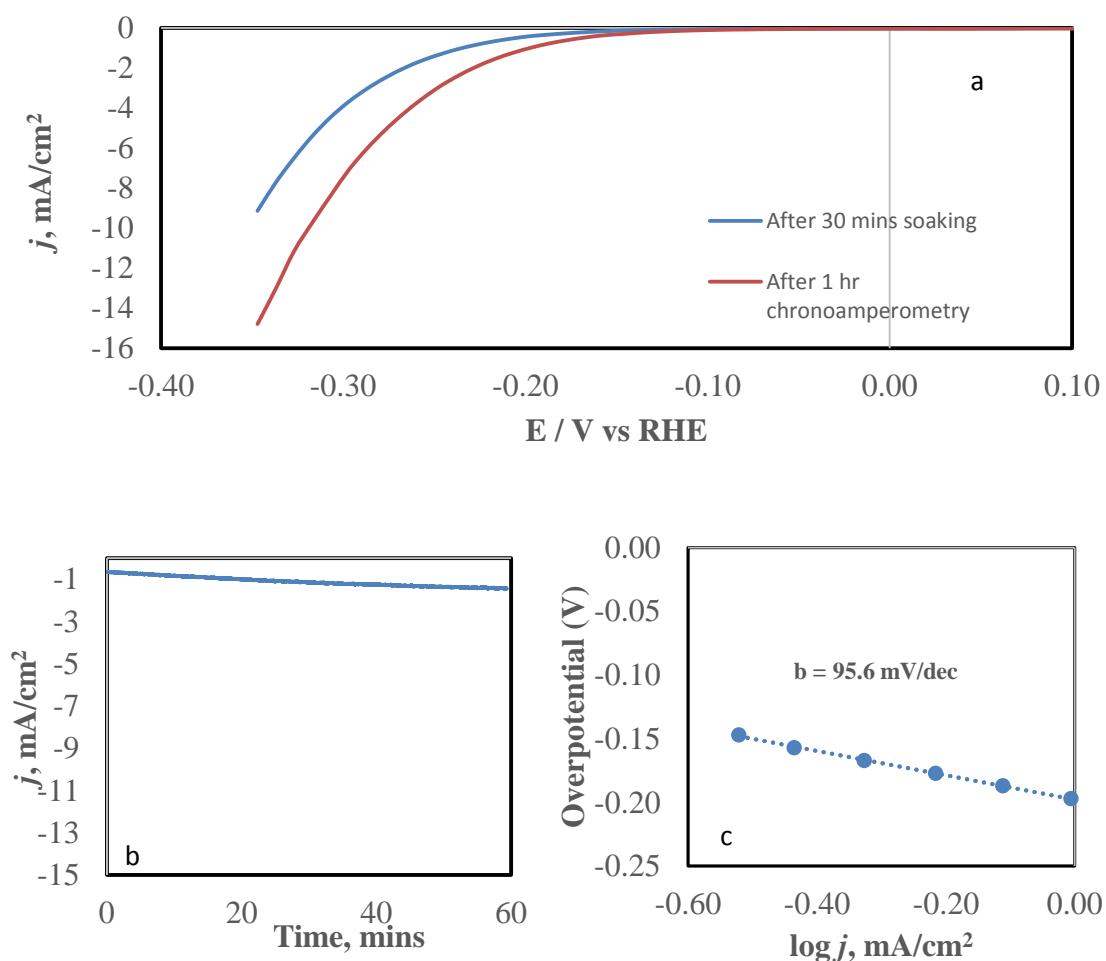 0
-2
-4
-6
-8
-10
-12
-14
-16
j, mA/cm²
a
After 30 mins soaking
After 1 hr
chronoamperometry
-0.40 -0.30 -0.20 -0.10 0.00 0.10
E / V vs RHE
-1
-3
-5
-7
-9
-11
-13
-15
j, mA/cm²
b
0 20 40 60
Time, mins
0.00
-0.05
-0.10
-0.15
-0.20
-0.25
Overpotential (V)
b = 95.6 mV/dec
c
-0.60 -0.40 -0.20 0.00
log j, mA/cm²